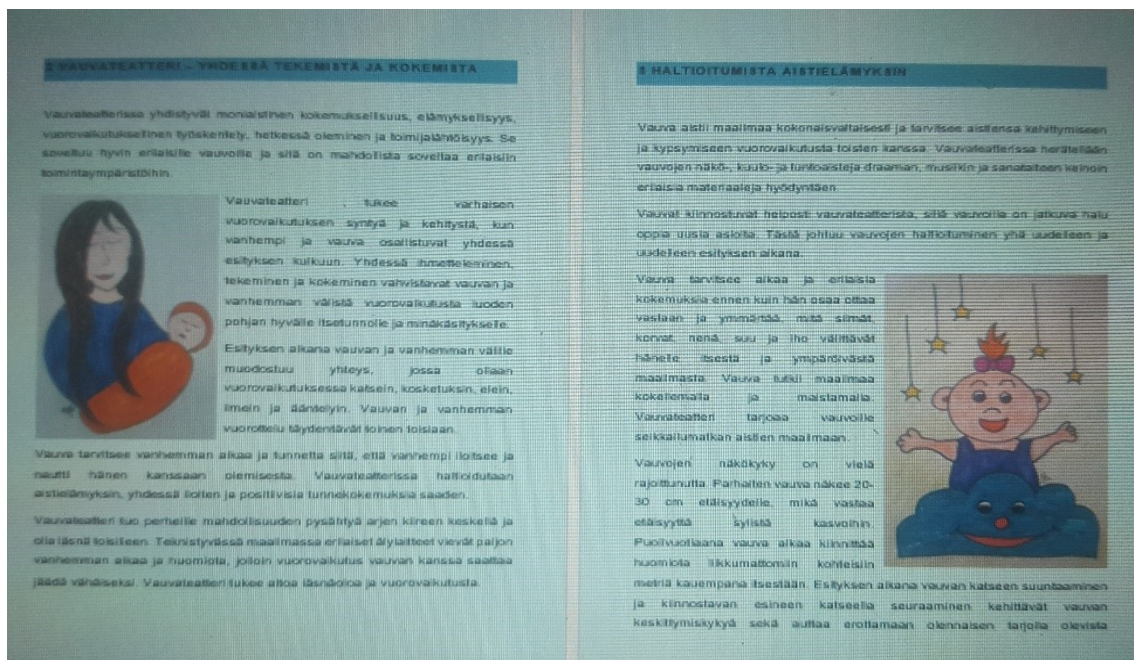 2 VAUVATEATTERI – YHDESSÄ TEKEMISTÄ JA KOKEMISTA
Vauvateatterissa yhdistyvät moniaistinen kokemuksellisuus, elämyksellisyys,
vuorovaikutuksellinen työskentely, hetkessä oleminen ja toimijalähtöisyys. Se
soveltuu hyvin erilaisille vauvoille ja sitä on mahdollista soveltaa erilaisiin
toimintaympäristöihin.
Vauvateatteri tukee varhaisen
vuorovaikutuksen syntyä ja kehitystä, kun
vanhempi ja vauva osallistuvat yhdessä
esityksen kulkuun. Yhdessä ihmetteleminen,
tekeminen ja kokeminen vahvistavat vauvan ja
vanhemman välistä vuorovaikutusta luoden
pohjan hyvälle itsetunnolle ja minäkäsitykselle.
Esityksen aikana vauvan ja vanhemman välille
muodostuu yhteys, jossa ollaan
vuorovaikutuksessa katsein, kosketuksin, elein,
ilmein ja ääntelyin. Vauvan ja vanhemman
vuorottelu täydentävät toinen toisiaan.
Vauva tarvitsee vanhemman aikaa ja tunnetta siitä, että vanhempi iloitsee ja
nautti hänen kanssaan olemisesta. Vauvateatterissa haltioidutaan
aistielämyksin, yhdessä iloiten ja positiivisia tunnekokemuksia saaden.
Vauvateatteri tuo perheille mahdollisuuden pysähtyä arjen kiireen keskellä ja
olla läsnä toisilleen. Teknistyvässä maailmassa erilaiset älylaitteet vievät paljon
vanhemman aikaa ja huomiota, jolloin vuorovaikutus vauvan kanssa saattaa
jäädä vähäiseksi. Vauvateatteri tukee aitoa läsnäoloa ja vuorovaikutusta.
3 HALTIOITUMISTA AISTIELÄMYKSIN
Vauva aistii maailmaa kokonaisvaltaisesti ja tarvitsee aistiensa kehittymiseen
ja kypsymiseen vuorovaikutusta toisten kanssa. Vauvateatterissa herätellään
vauvojen näkö-, kuulo- ja tuntoaisteja draaman, musiikin ja sanataiteen keinoin
erilaisia materiaaleja hyödyntäen.
Vauvat kiinnostuvat helposti vauvateatterista, sillä vauvoilla on jatkuva halu
oppia uusia asioita. Tästä johtuu vauvojen haltioituminen yhä uudelleen ja
uudelleen esityksen aikana.
Vauva tarvitsee aikaa ja erilaisia
kokemuksia ennen kuin hän osaa ottaa
vastaan ja ymmärtää, mitä silmät,
korvat, nenä, suu ja iho välittävät
hänelle itsestä ja ympäröivästä
maailmasta. Vauva tutkii maailmaa
kokeilemalla ja maistamalla.
Vauvateatteri tarjoaa vauvoille
seikkailumatkan aistien maailmaan.
Vauvojen näkökyky on vielä
rajoittunutta. Parhaiten vauva näkee 20-
30 cm etäisyydelle, mikä vastaa
etäisyyttä sylistä kasvoihin.
Puolivuotiaana vauva alkaa kiinnittää
huomiota liikkumattomiin kohteisiin
metriä kauempana itsestään. Esityksen aikana vauvan katseen suuntaaminen
ja kiinnostavan esineen katseella seuraaminen kehittävät vauvan
keskittymiskykyä sekä auttaa erottamaan olennaisen tarjolla olevista